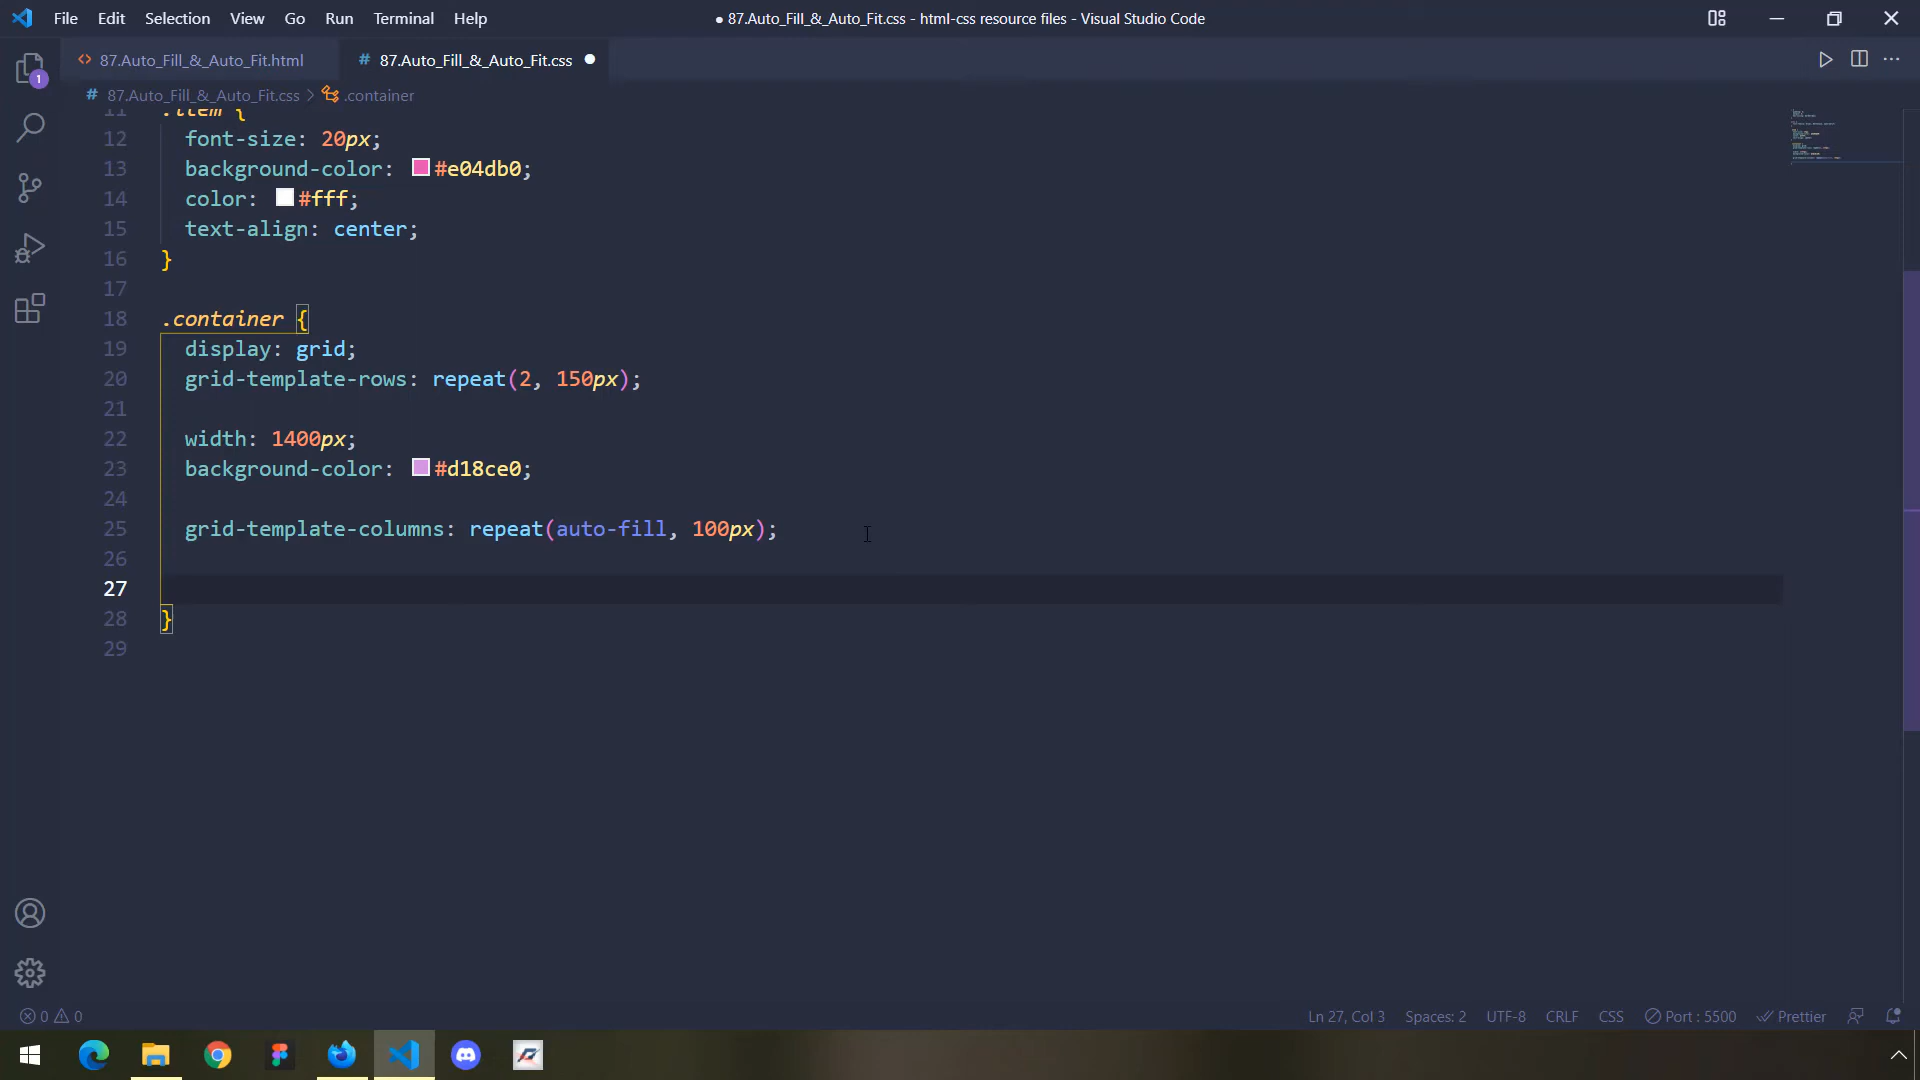 File Edit Selection View Go Run Terminal Help
● 87.Auto_Fill_&_Auto_Fit.css - html-css resource files - Visual Studio Code
<> 87.Auto_Fill_&_Auto_Fit.html
# 87.Auto_Fill_&_Auto_Fit.css ●
# 87.Auto_Fill_&_Auto_Fit.css > .container
1
11 .item {
12 font-size: 20px;
13 background-color: #e04db0;
14 color: #fff;
15 text-align: center;
16 }
17
18 .container {
19 display: grid;
20 grid-template-rows: repeat(2, 150px);
21
22 width: 1400px;
23 background-color: #d18ce0;
24
25 grid-template-columns: repeat(auto-fill, 100px);
26
27
28 }
29
0 0
Ln 27, Col 3 Spaces: 2 UTF-8 CRLF CSS Port : 5500 Prettier